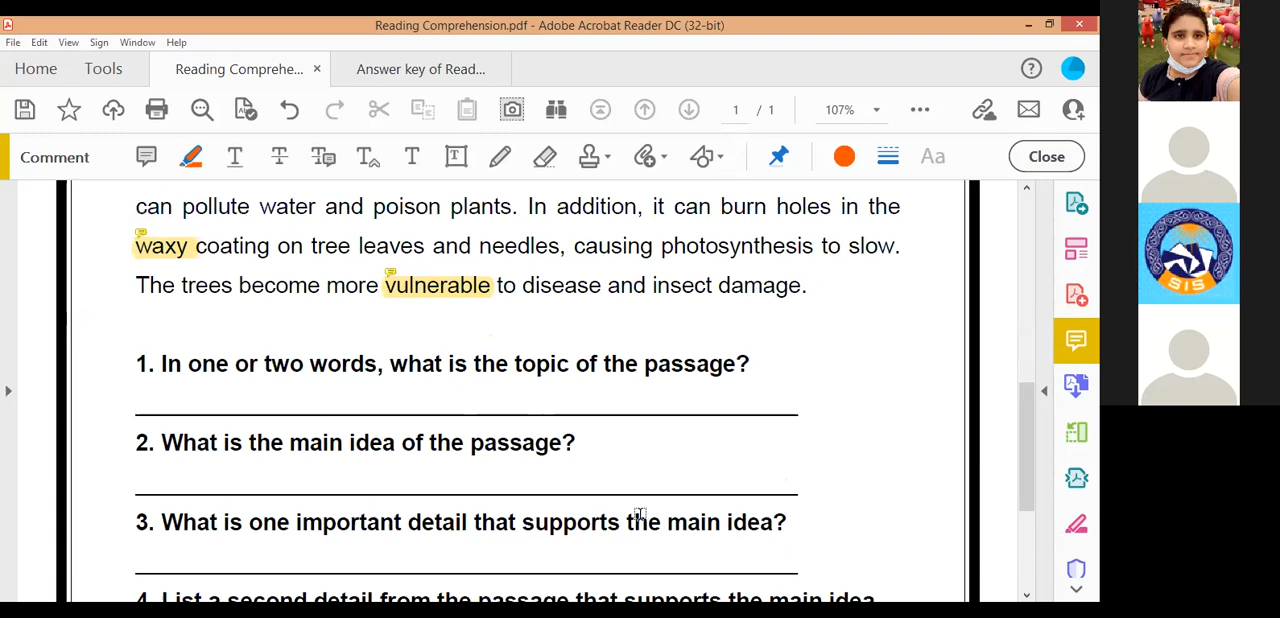 Reading Comprehension.pdf - Adobe Acrobat Reader DC (32-bit)
File Edit View Sign Window Help
Home Tools Reading Comprehe... × Answer key of Read...
1 / 1 107%
Comment Aa Close
can pollute water and poison plants. In addition, it can burn holes in the
waxy coating on tree leaves and needles, causing photosynthesis to slow.
The trees become more vulnerable to disease and insect damage.
1. In one or two words, what is the topic of the passage?
2. What is the main idea of the passage?
3. What is one important detail that supports the main idea?
4. List a second detail from the passage that supports the main idea
SIS